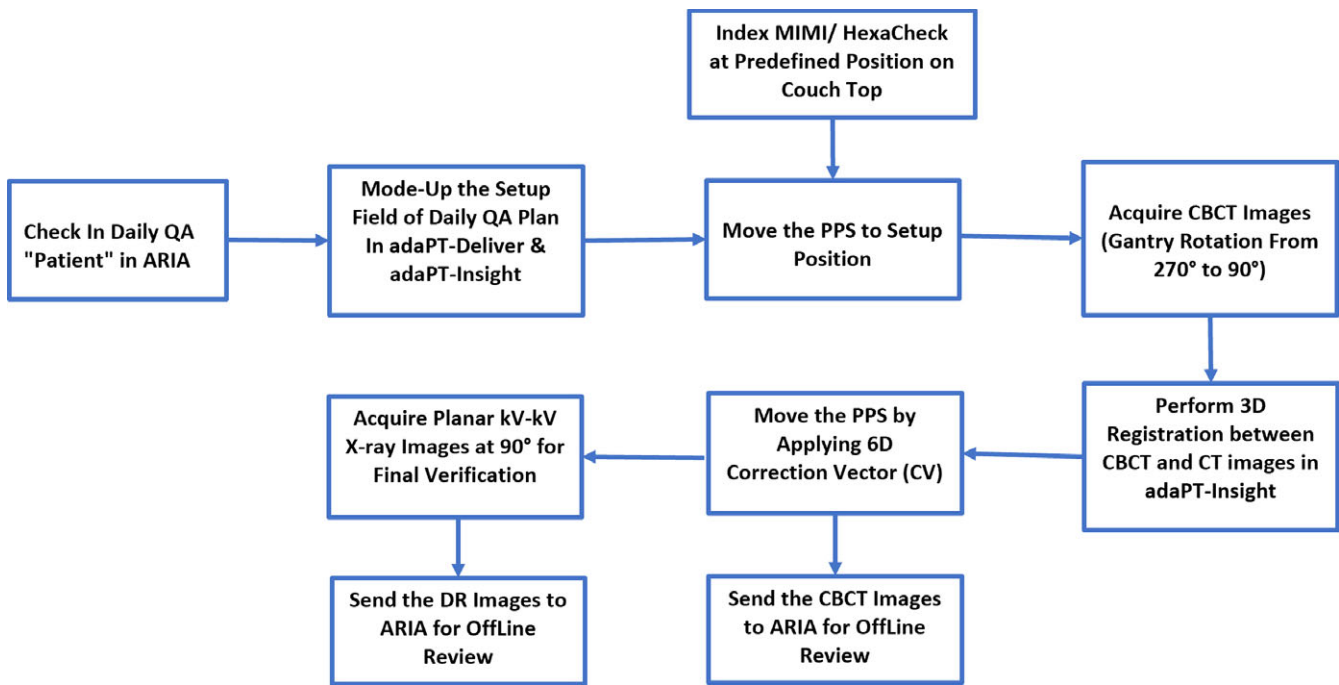 Index MIMI/ HexaCheck
at Predefined Position on
Couch Top
Check In Daily QA
"Patient" in ARIA
Mode-Up the Setup
Field of Daily QA Plan
In adaPT-Deliver &
adaPT-Insight
Move the PPS to Setup
Position
Acquire CBCT Images
(Gantry Rotation From
270° to 90°)
Perform 3D
Registration between
CBCT and CT images in
adaPT-Insight
Move the PPS by
Applying 6D
Correction Vector (CV)
Acquire Planar kV-kV
X-ray Images at 90° for
Final Verification
Send the DR Images to
ARIA for OffLine
Review
Send the CBCT Images
to ARIA for OffLine
Review